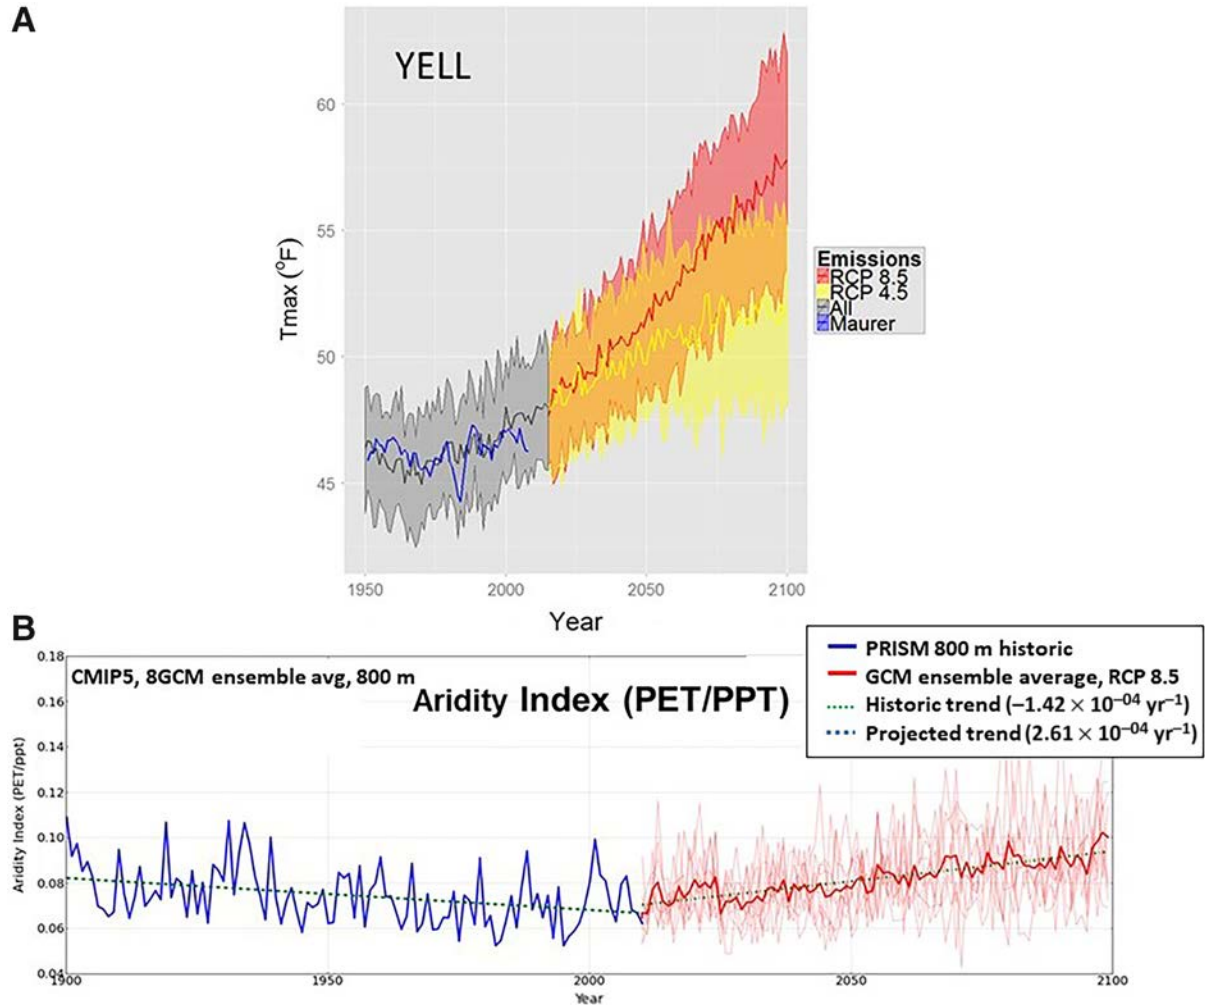 A
YELL
60
55
50
45
Tmax (°F)
1950 2000 2050 2100
Year
Emissions
RCP 8.5
RCP 4.5
All
Maurer
B
PRISM 800 m historic
GCM ensemble average, RCP 8.5
Historic trend (–1.42 × 10⁻⁰⁴ yr⁻¹)
Projected trend (2.61 × 10⁻⁰⁴ yr⁻¹)
CMIP5, 8GCM ensemble avg, 800 m
Aridity Index (PET/PPT)
0.18
0.16
0.14
0.12
0.10
0.08
0.06
0.04
Aridity Index (PET/ppt)
1900 1950 2000 2050 2100
Year